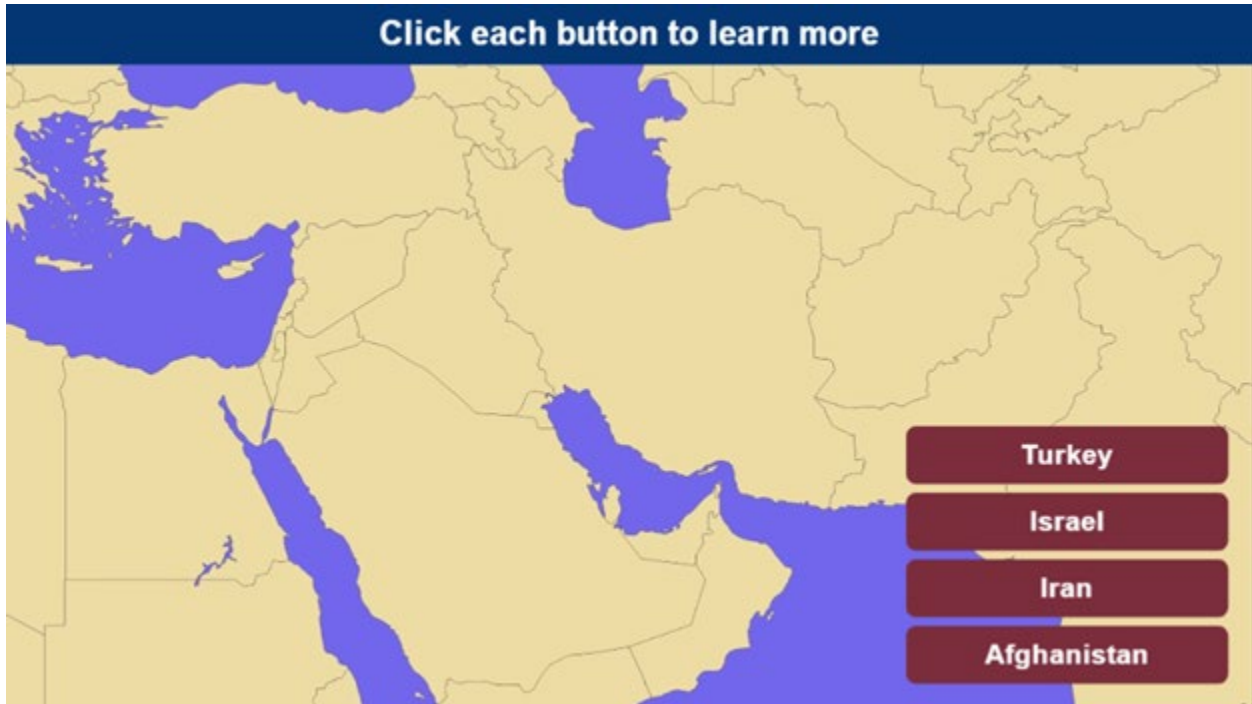 Click each button to learn more
Turkey
Israel
Iran
Afghanistan